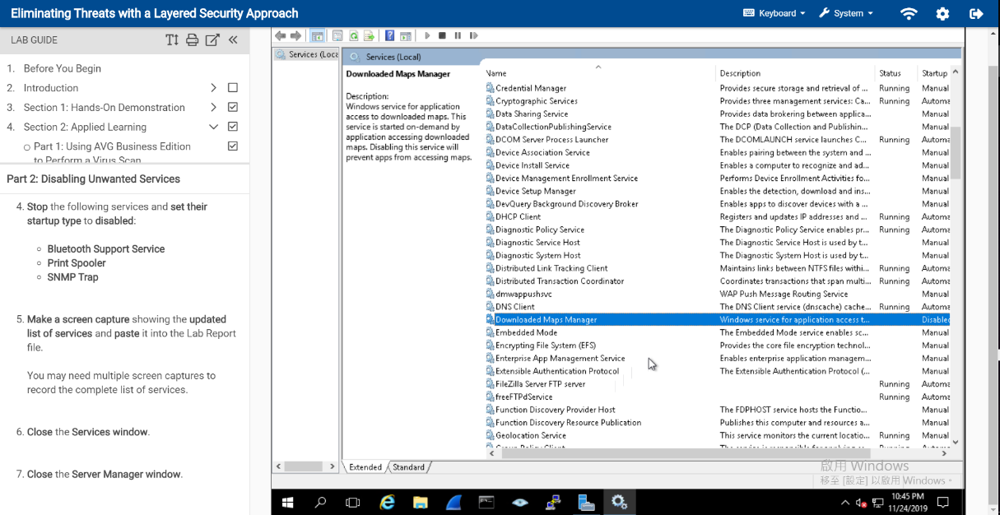 Eliminating Threats with a Layered Security Approach
Keyboard
System
LAB GUIDE
1. Before You Begin
2. Introduction
3. Section 1: Hands-On Demonstration
4. Section 2: Applied Learning
Part 1: Using AVG Business Edition
to Perform a Virus Scan
Part 2: Disabling Unwanted Services
4. Stop the following services and set their
startup type to disabled:
Bluetooth Support Service
Print Spooler
SNMP Trap
5. Make a screen capture showing the updated
list of services and paste it into the Lab Report
file.
You may need multiple screen captures to
record the complete list of services.
6. Close the Services window.
7. Close the Server Manager window.
Services (Loca
Services (Local)
Downloaded Maps Manager
Description:
Windows service for application
access to downloaded maps. This
service is started on-demand by
application accessing downloaded
maps. Disabling this service will
prevent apps from accessing maps.
Name Description Status Startup
Credential Manager Provides secure storage and retrieval of ... Running Manual
Cryptographic Services Provides three management services: Ca... Running Automa
Data Sharing Service Provides data brokering between applica... Manual
DataCollectionPublishingService The DCP (Data Collection and Publishin... Manual
DCOM Server Process Launcher The DCOMLAUNCH service launches C... Running Automa
Device Association Service Enables pairing between the system and ... Manual
Device Install Service Enables a computer to recognize and ad... Manual
Device Management Enrollment Service Performs Device Enrollment Activities fo... Manual
Device Setup Manager Enables the detection, download and ins... Manual
DevQuery Background Discovery Broker Enables apps to discover devices with a ... Manual
DHCP Client Registers and updates IP addresses and ... Running Automa
Diagnostic Policy Service The Diagnostic Policy Service enables pr... Running Automa
Diagnostic Service Host The Diagnostic Service Host is used by t... Manual
Diagnostic System Host The Diagnostic System Host is used by t... Manual
Distributed Link Tracking Client Maintains links between NTFS files withi... Running Automa
Distributed Transaction Coordinator Coordinates transactions that span multi... Running Automa
dmwappushsvc WAP Push Message Routing Service Manual
DNS Client The DNS Client service (dnscache) cache... Running Automa
Downloaded Maps Manager Windows service for application access t... Disabled
Embedded Mode The Embedded Mode service enables sc... Manual
Encrypting File System (EFS) Provides the core file encryption technol... Manual
Enterprise App Management Service Enables enterprise application managem... Manual
Extensible Authentication Protocol The Extensible Authentication Protocol (... Manual
FileZilla Server FTP server Running Automa
freeFTPdService Running Automa
Function Discovery Provider Host The FDPHOST service hosts the Functio... Manual
Function Discovery Resource Publication Publishes this computer and resources a... Manual
Geolocation Service This service monitors the current locatio... Running Manual
Group Policy Client The service is responsible for applying se... Running Automa
Extended Standard
啟用 Windows
移至 [設定] 以啟用 Windows。
10:45 PM
11/24/2019